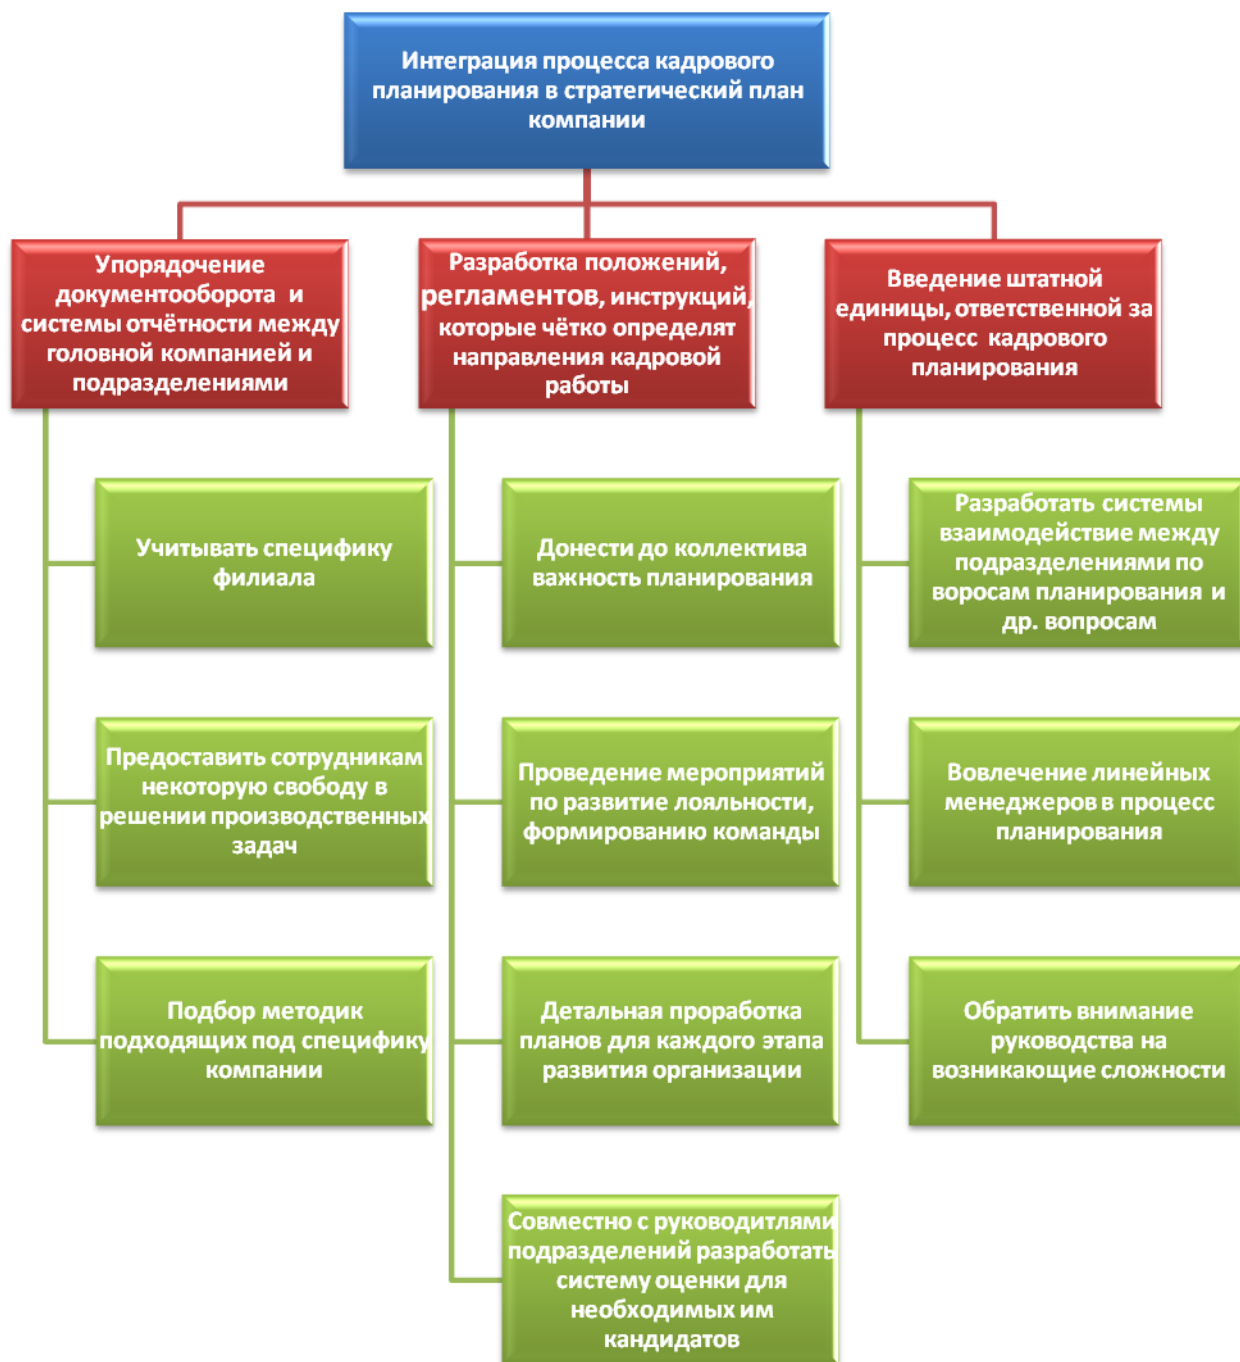 Интеграция процесса кадрового
планирования в стратегический план
компании
Упорядочение
документооборота и
системы отчётности между
головной компанией и
подразделениями
Разработка положений,
регламентов, инструкций,
которые чётко определят
направления кадровой
работы
Введение штатной
единицы, ответственной за
процесс кадрового
планирования
Учитывать специфику
филиала
Предоставить сотрудникам
некоторую свободу в
решении производственных
задач
Подбор методик
подходящих под специфику
компании
Донести до коллектива
важность планирования
Проведение мероприятий
по развитие лояльности,
формированию команды
Детальная проработка
планов для каждого этапа
развития организации
Совместно с руководитлями
подразделений разработать
систему оценки для
необходимых им
кандидатов
Разработать системы
взаимодействие между
подразделениями по
воросам планирования и
др. вопросам
Вовлечение линейных
менеджеров в процесс
планирования
Обратить внимание
руководства на
возникающие сложности